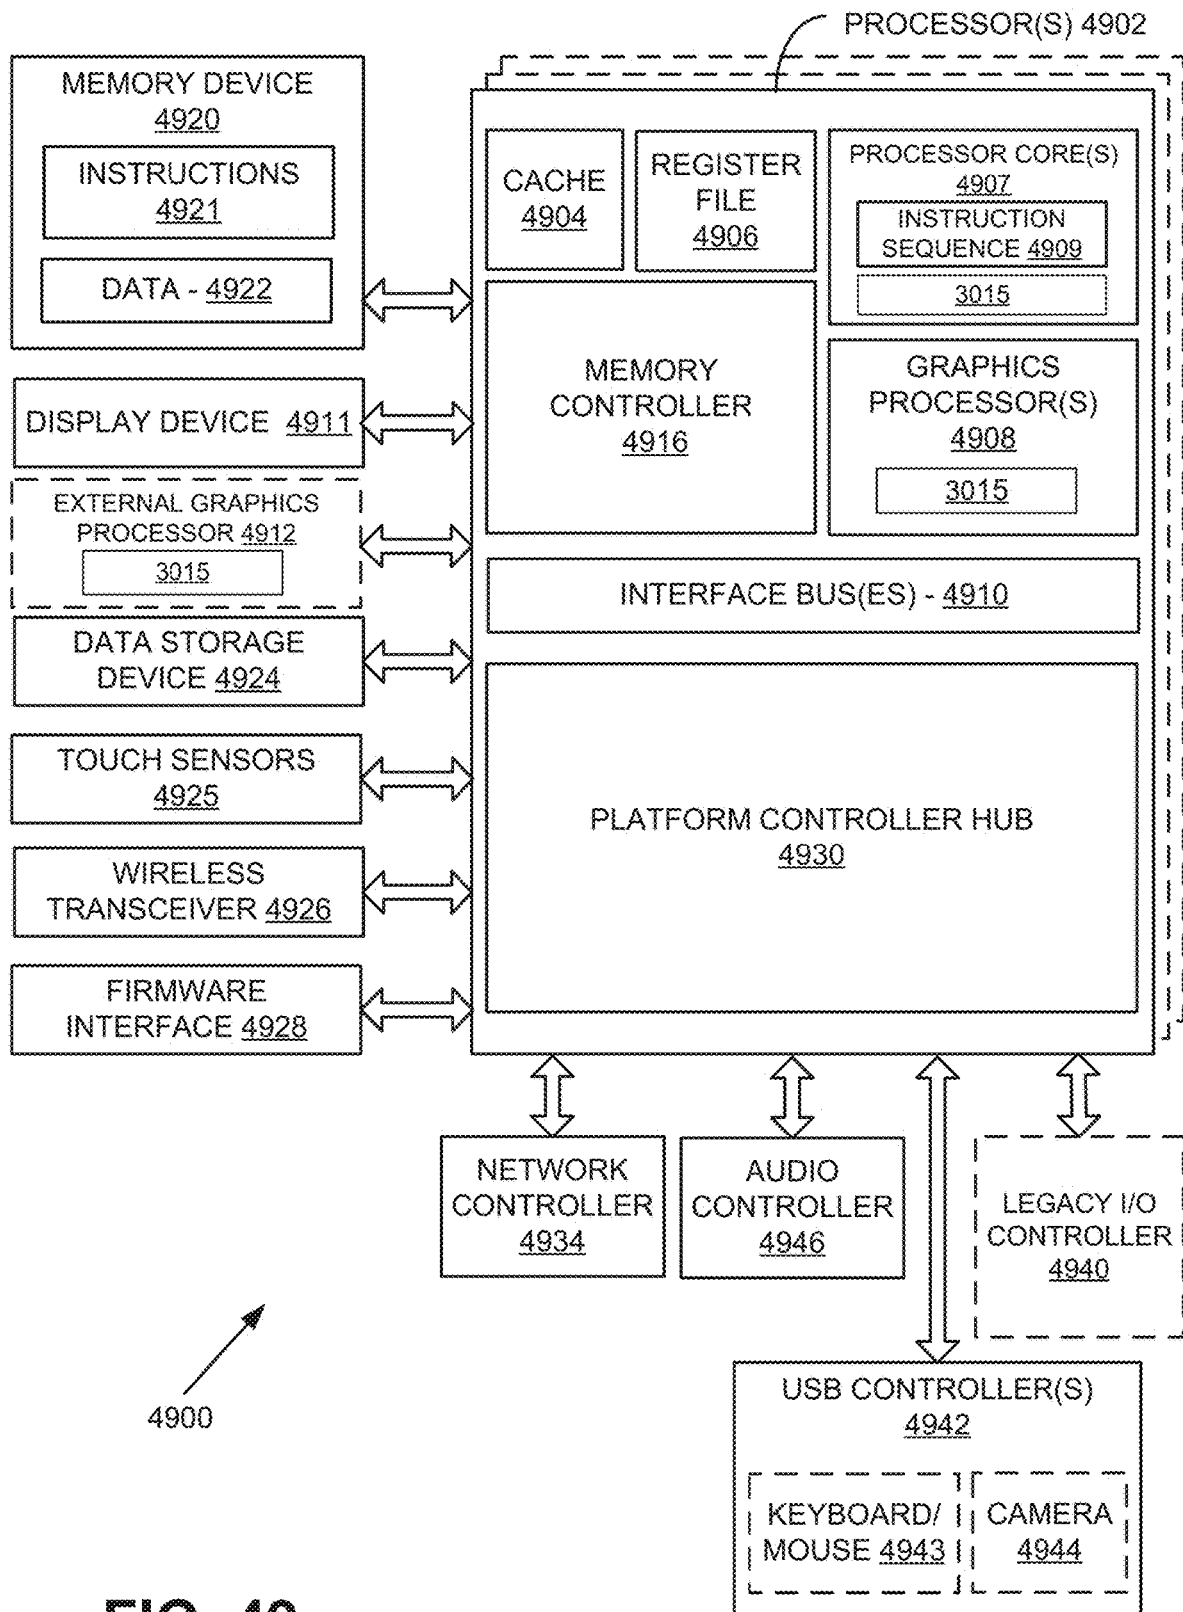 PROCESSOR(S) 4902
MEMORY DEVICE
4920
INSTRUCTIONS
4921
DATA - 4922
DISPLAY DEVICE 4911
EXTERNAL GRAPHICS
PROCESSOR 4912
3015
DATA STORAGE
DEVICE 4924
TOUCH SENSORS
4925
WIRELESS
TRANSCEIVER 4926
FIRMWARE
INTERFACE 4928
CACHE
4904
REGISTER
FILE
4906
PROCESSOR CORE(S)
4907
INSTRUCTION
SEQUENCE 4909
3015
MEMORY
CONTROLLER
4916
GRAPHICS
PROCESSOR(S)
4908
3015
INTERFACE BUS(ES) - 4910
PLATFORM CONTROLLER HUB
4930
NETWORK
CONTROLLER
4934
AUDIO
CONTROLLER
4946
LEGACY I/O
CONTROLLER
4940
4900
USB CONTROLLER(S)
4942
KEYBOARD/
MOUSE 4943
CAMERA
4944
FIG. 49